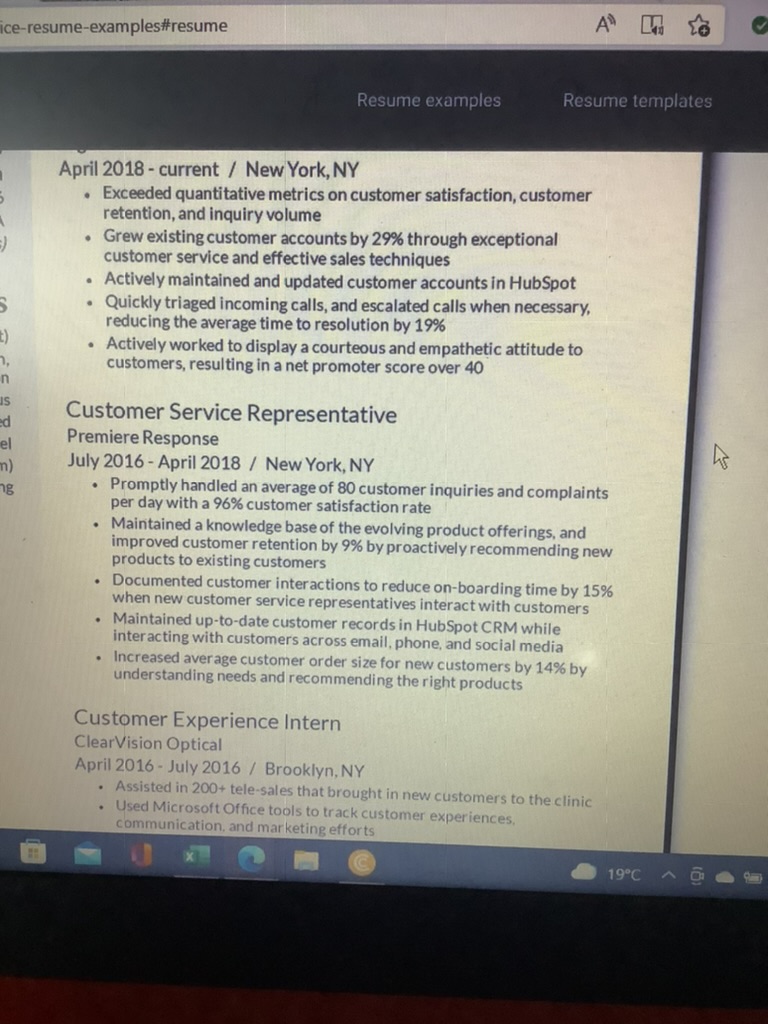 ice-resume-examples#resume
Resume examples Resume templates
April 2018 - current / New York, NY
• Exceeded quantitative metrics on customer satisfaction, customer
retention, and inquiry volume
• Grew existing customer accounts by 29% through exceptional
customer service and effective sales techniques
• Actively maintained and updated customer accounts in HubSpot
• Quickly triaged incoming calls, and escalated calls when necessary,
reducing the average time to resolution by 19%
• Actively worked to display a courteous and empathetic attitude to
customers, resulting in a net promoter score over 40
Customer Service Representative
Premiere Response
July 2016 - April 2018 / New York, NY
• Promptly handled an average of 80 customer inquiries and complaints
per day with a 96% customer satisfaction rate
• Maintained a knowledge base of the evolving product offerings, and
improved customer retention by 9% by proactively recommending new
products to existing customers
• Documented customer interactions to reduce on-boarding time by 15%
when new customer service representatives interact with customers
• Maintained up-to-date customer records in HubSpot CRM while
interacting with customers across email, phone, and social media
• Increased average customer order size for new customers by 14% by
understanding needs and recommending the right products
Customer Experience Intern
ClearVision Optical
April 2016 - July 2016 / Brooklyn, NY
• Assisted in 200+ tele-sales that brought in new customers to the clinic
• Used Microsoft Office tools to track customer experiences,
communication, and marketing efforts
19°C